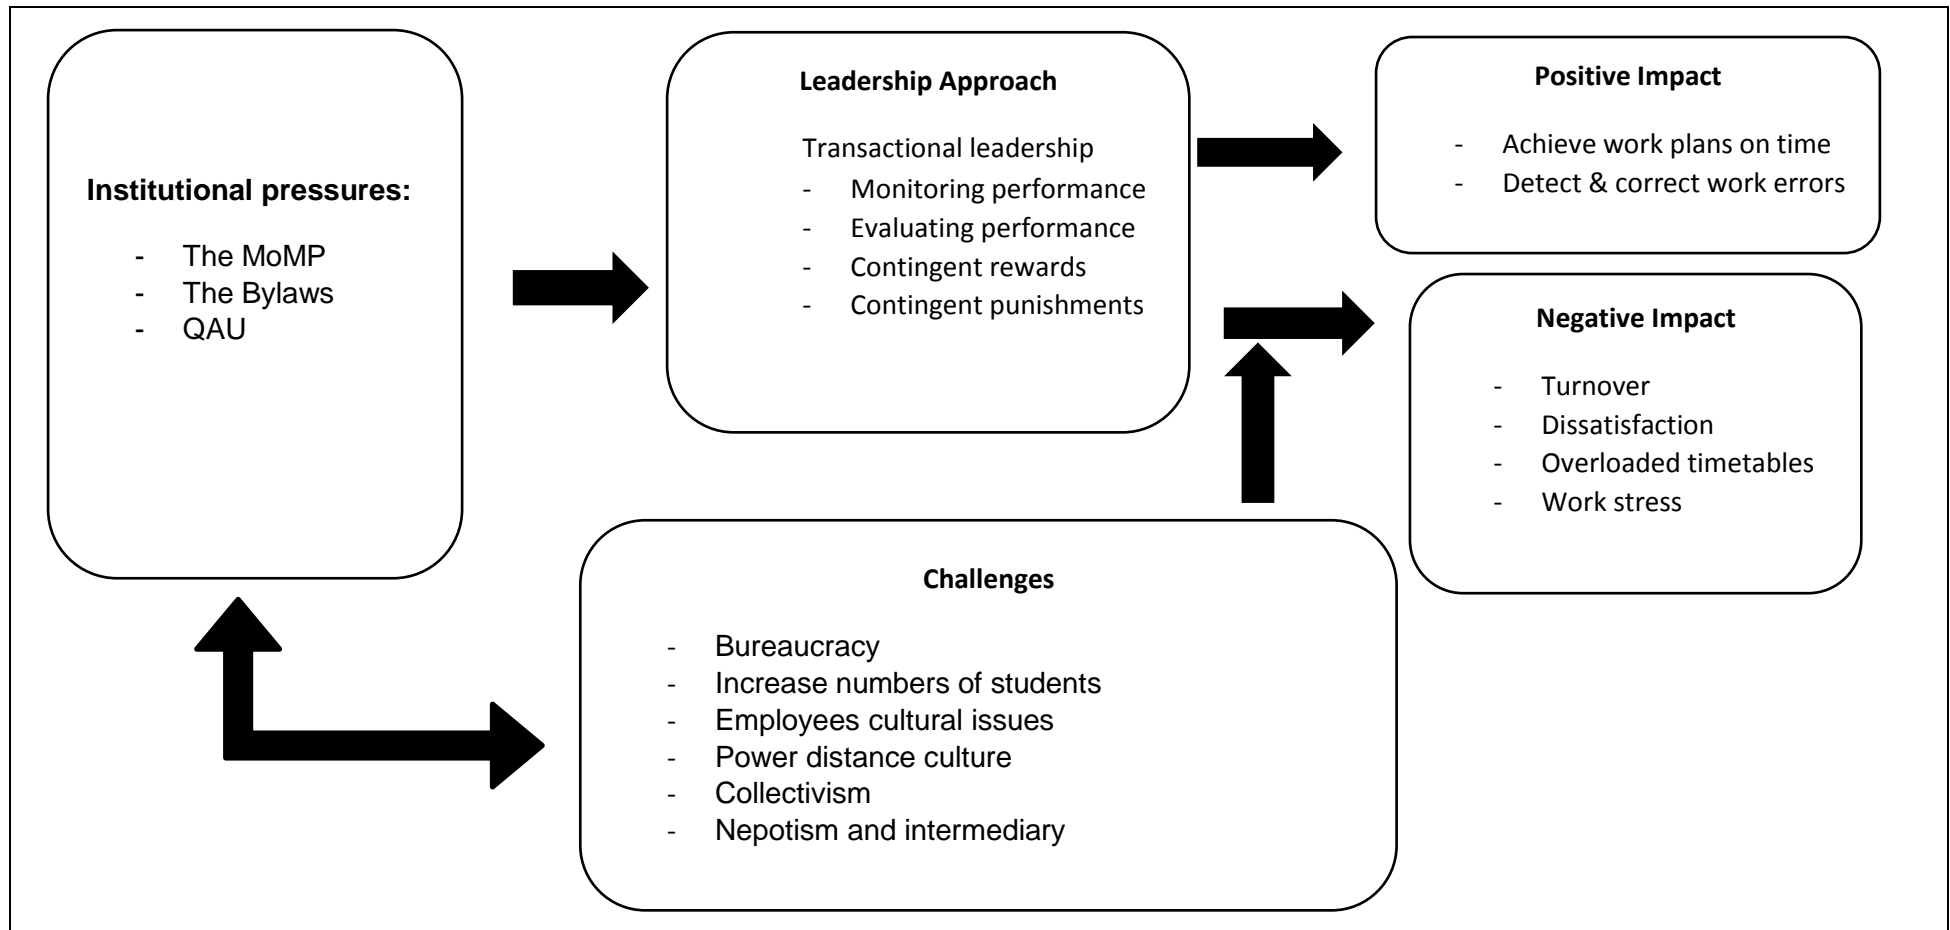 Institutional pressures:
- The MoMP
- The Bylaws
- QAU
Leadership Approach
Transactional leadership
- Monitoring performance
- Evaluating performance
- Contingent rewards
- Contingent punishments
Positive Impact
- Achieve work plans on time
- Detect & correct work errors
Negative Impact
- Turnover
- Dissatisfaction
- Overloaded timetables
- Work stress
Challenges
- Bureaucracy
- Increase numbers of students
- Employees cultural issues
- Power distance culture
- Collectivism
- Nepotism and intermediary